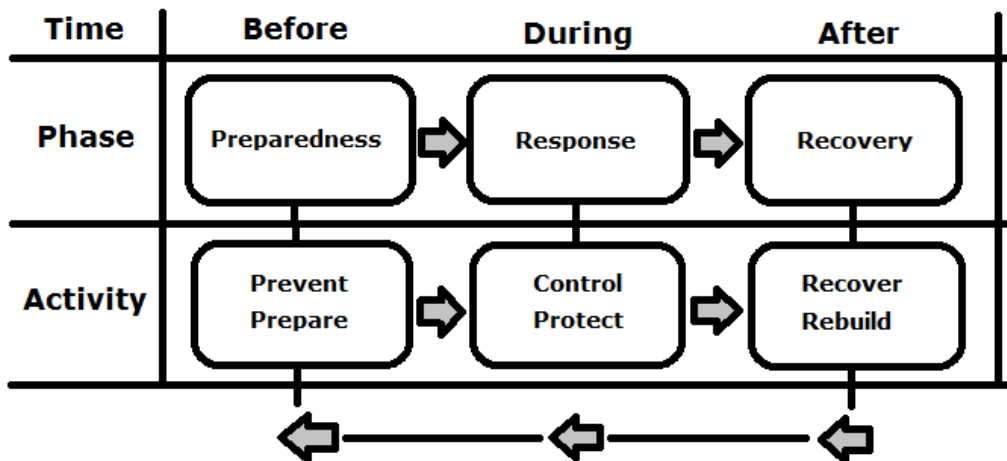 Time Before During After
Phase Preparedness Response Recovery
Activity
Prevent Control Recover
Prepare Protect Rebuild